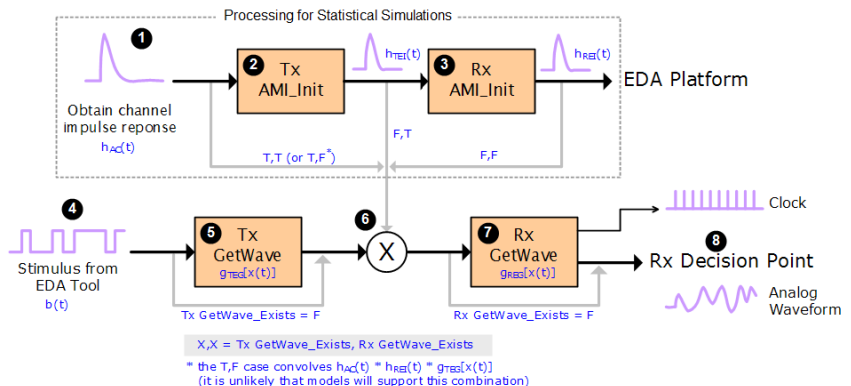 Processing for Statistical Simulations
1
Obtain channel
impulse reponse
hAC(t)
2
Tx
AMI_Init
hTEI(t)
3
Rx
AMI_Init
hREI(t)
EDA Platform
F,T
T,T (or T,F*)
F,F
4
Stimulus from
EDA Tool
b(t)
5
Tx
GetWave
gTEG[x(t)]
Tx GetWave_Exists = F
6
X
7
Rx
GetWave
gREG[x(t)]
Rx GetWave_Exists = F
Clock
8
Rx Decision Point
Analog
Waveform
X,X = Tx GetWave_Exists, Rx GetWave_Exists
* the T,F case convolves hAC(t) * hREI(t) * gTEG[x(t)]
(it is unlikely that models will support this combination)